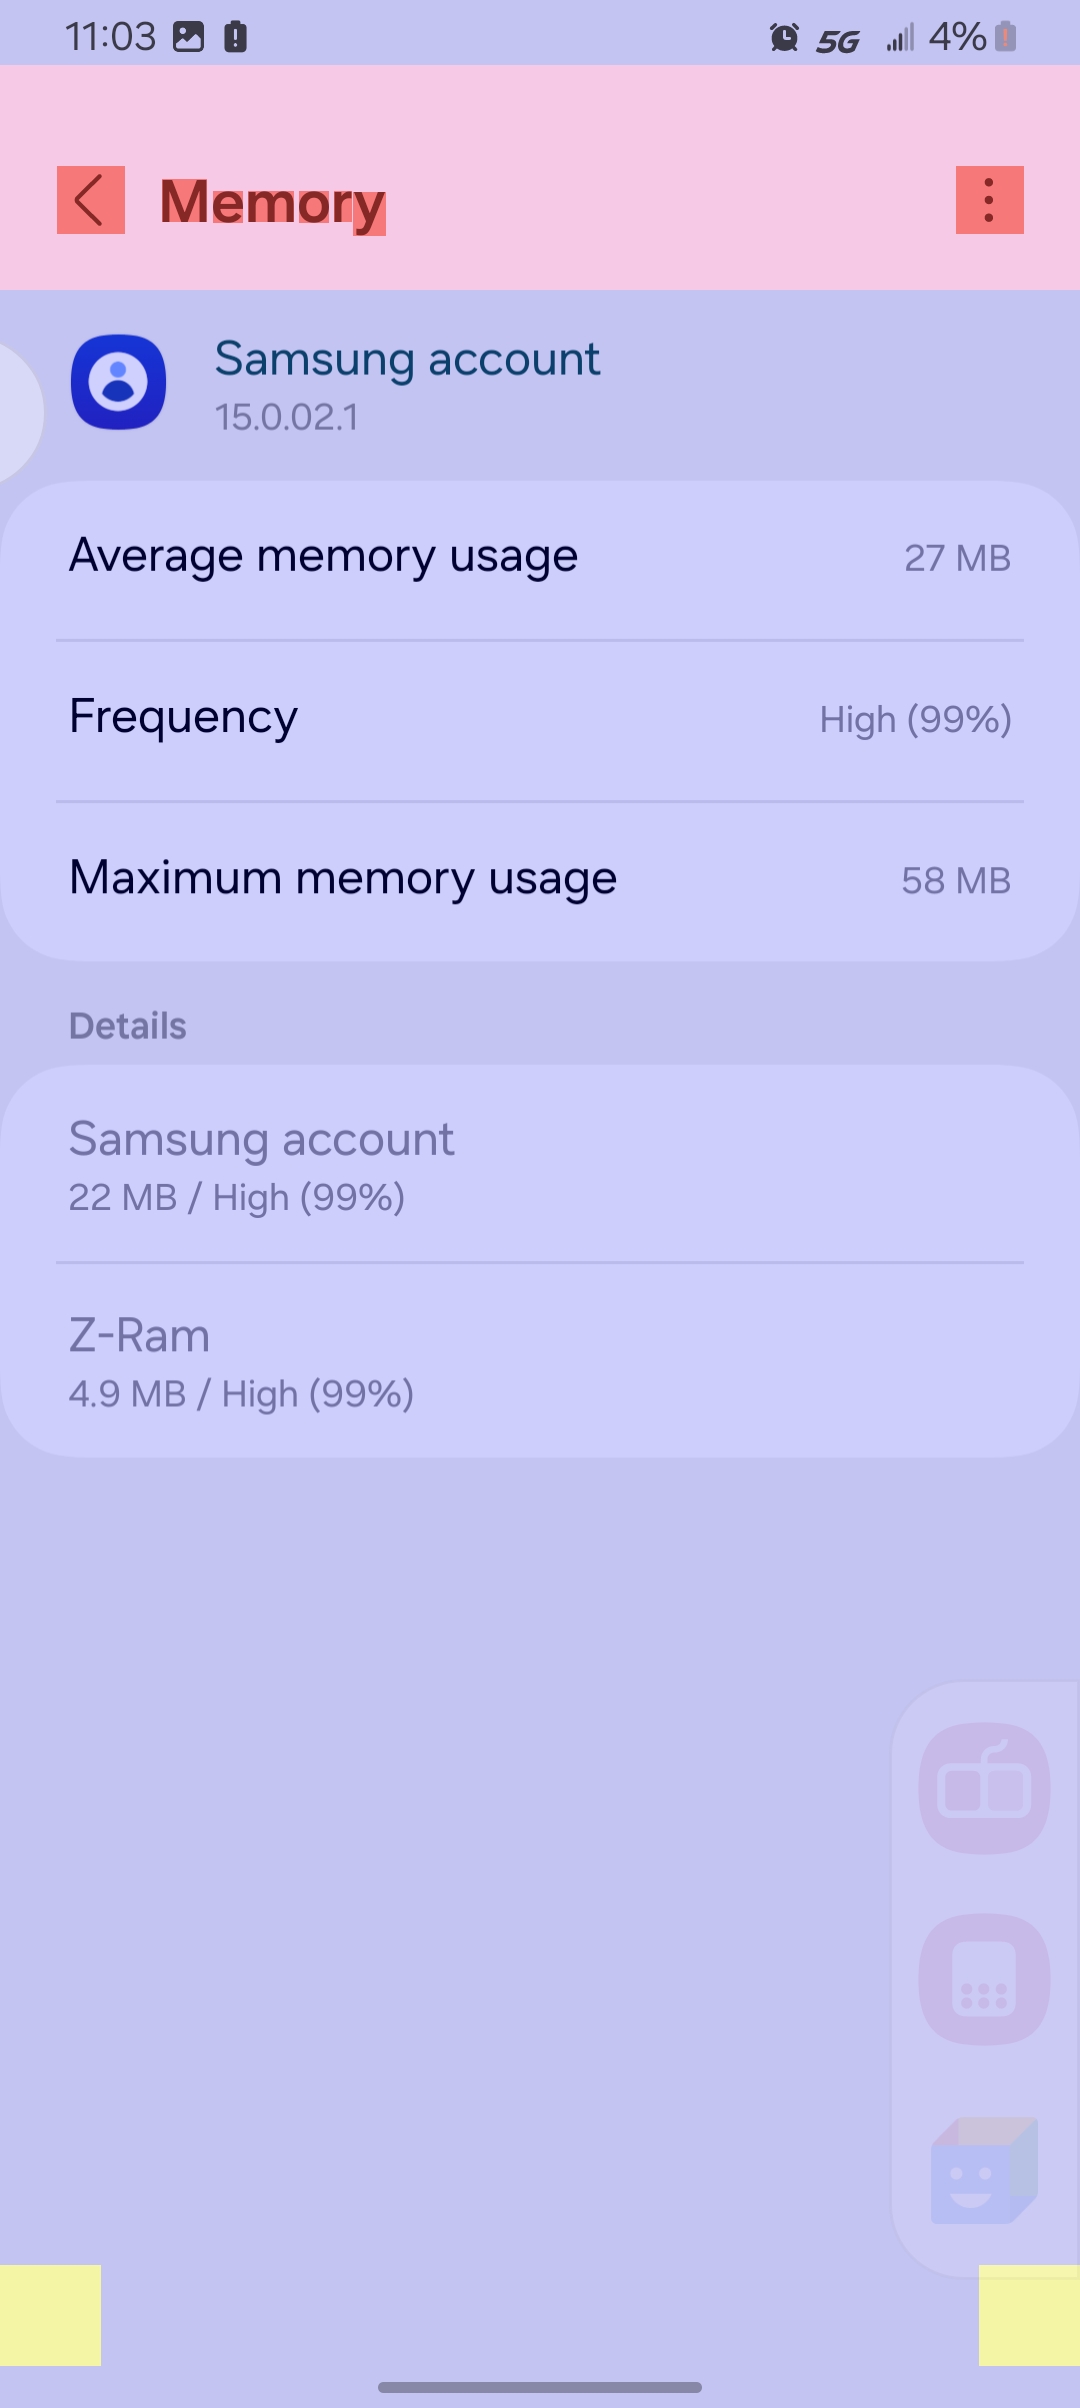 11:03
5G 4%
Memory
Samsung account
15.0.02.1
Average memory usage 27 MB
Frequency High (99%)
Maximum memory usage 58 MB
Details
Samsung account
22 MB / High (99%)
Z-Ram
4.9 MB / High (99%)